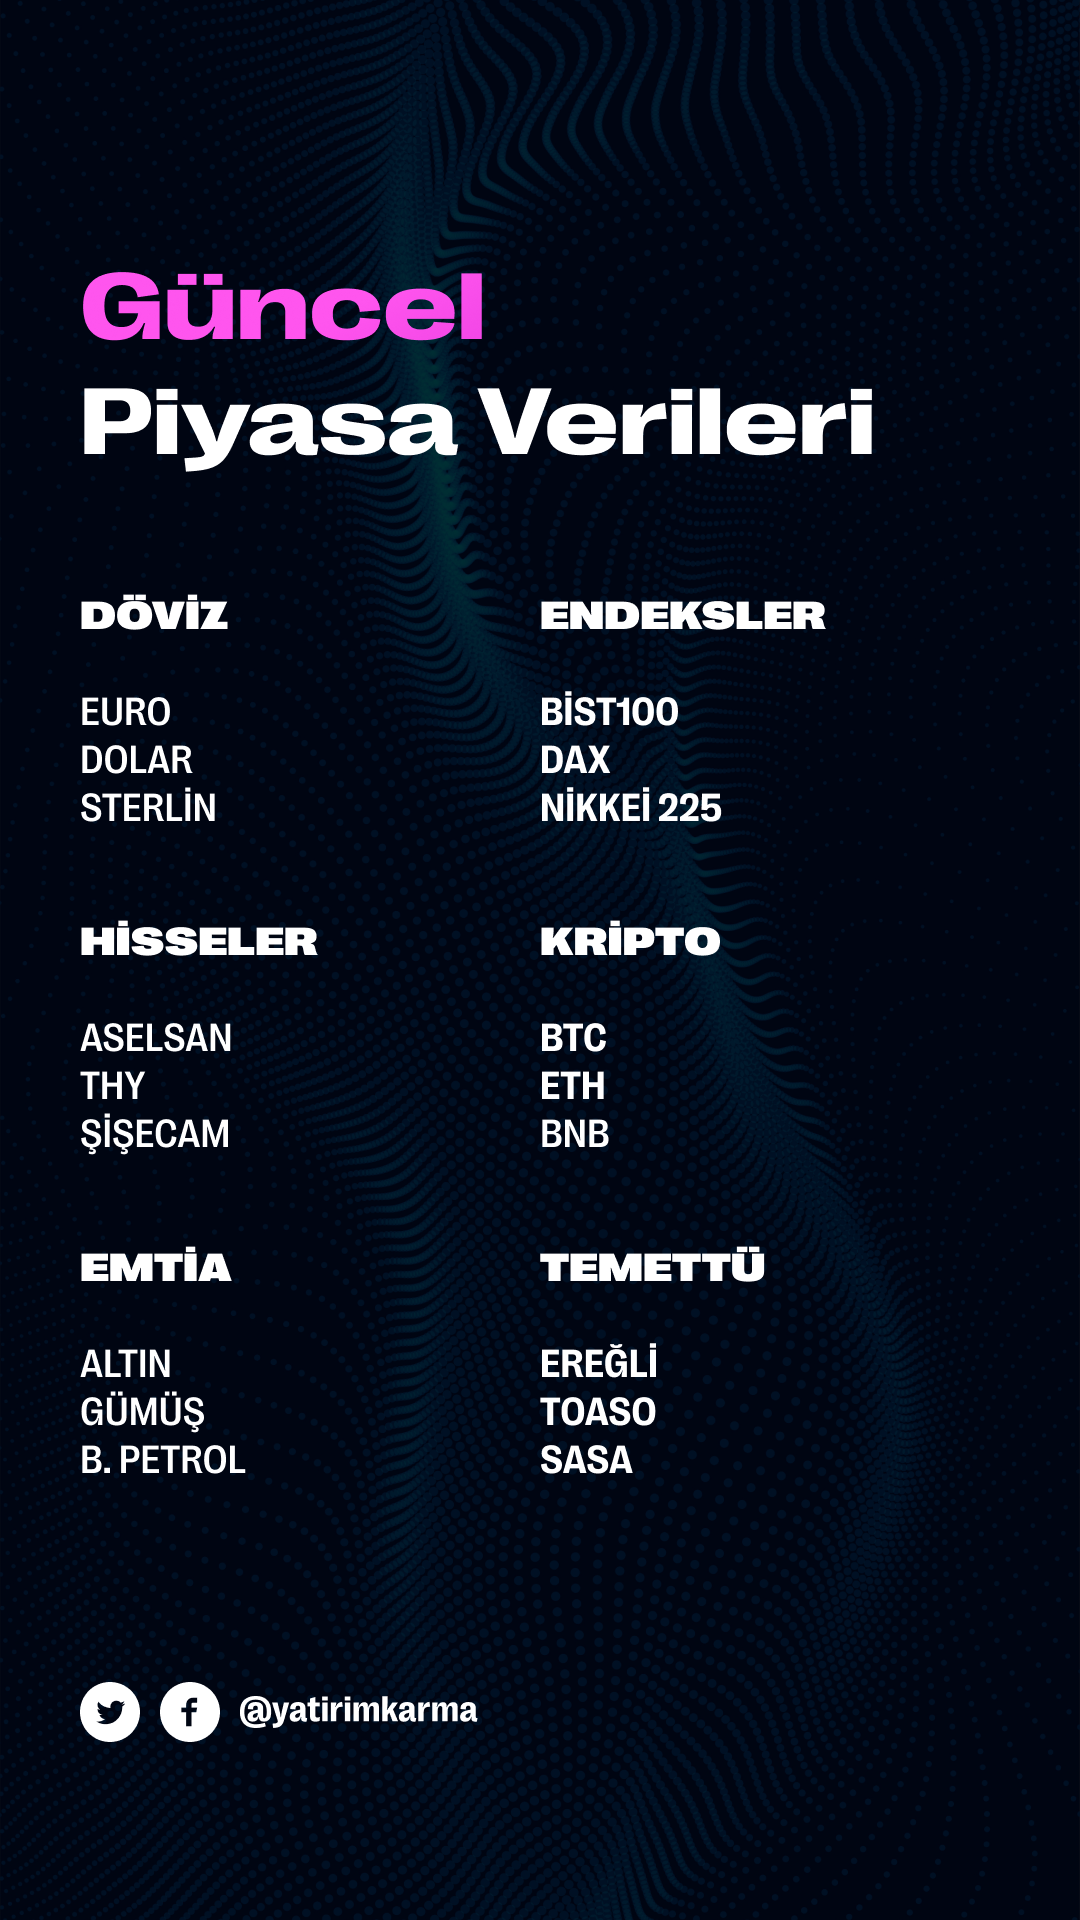 Güncel
Piyasa Verileri
DÖVİZ
EURO
DOLAR
STERLİN
ENDEKSLER
BİST100
DAX
NİKKEİ 225
HİSSELER
ASELSAN
THY
ŞİŞECAM
KRİPTO
BTC
ETH
BNB
EMTİA
ALTIN
GÜMÜŞ
B. PETROL
TEMETTÜ
EREĞLİ
TOASO
SASA
@yatirimkarma